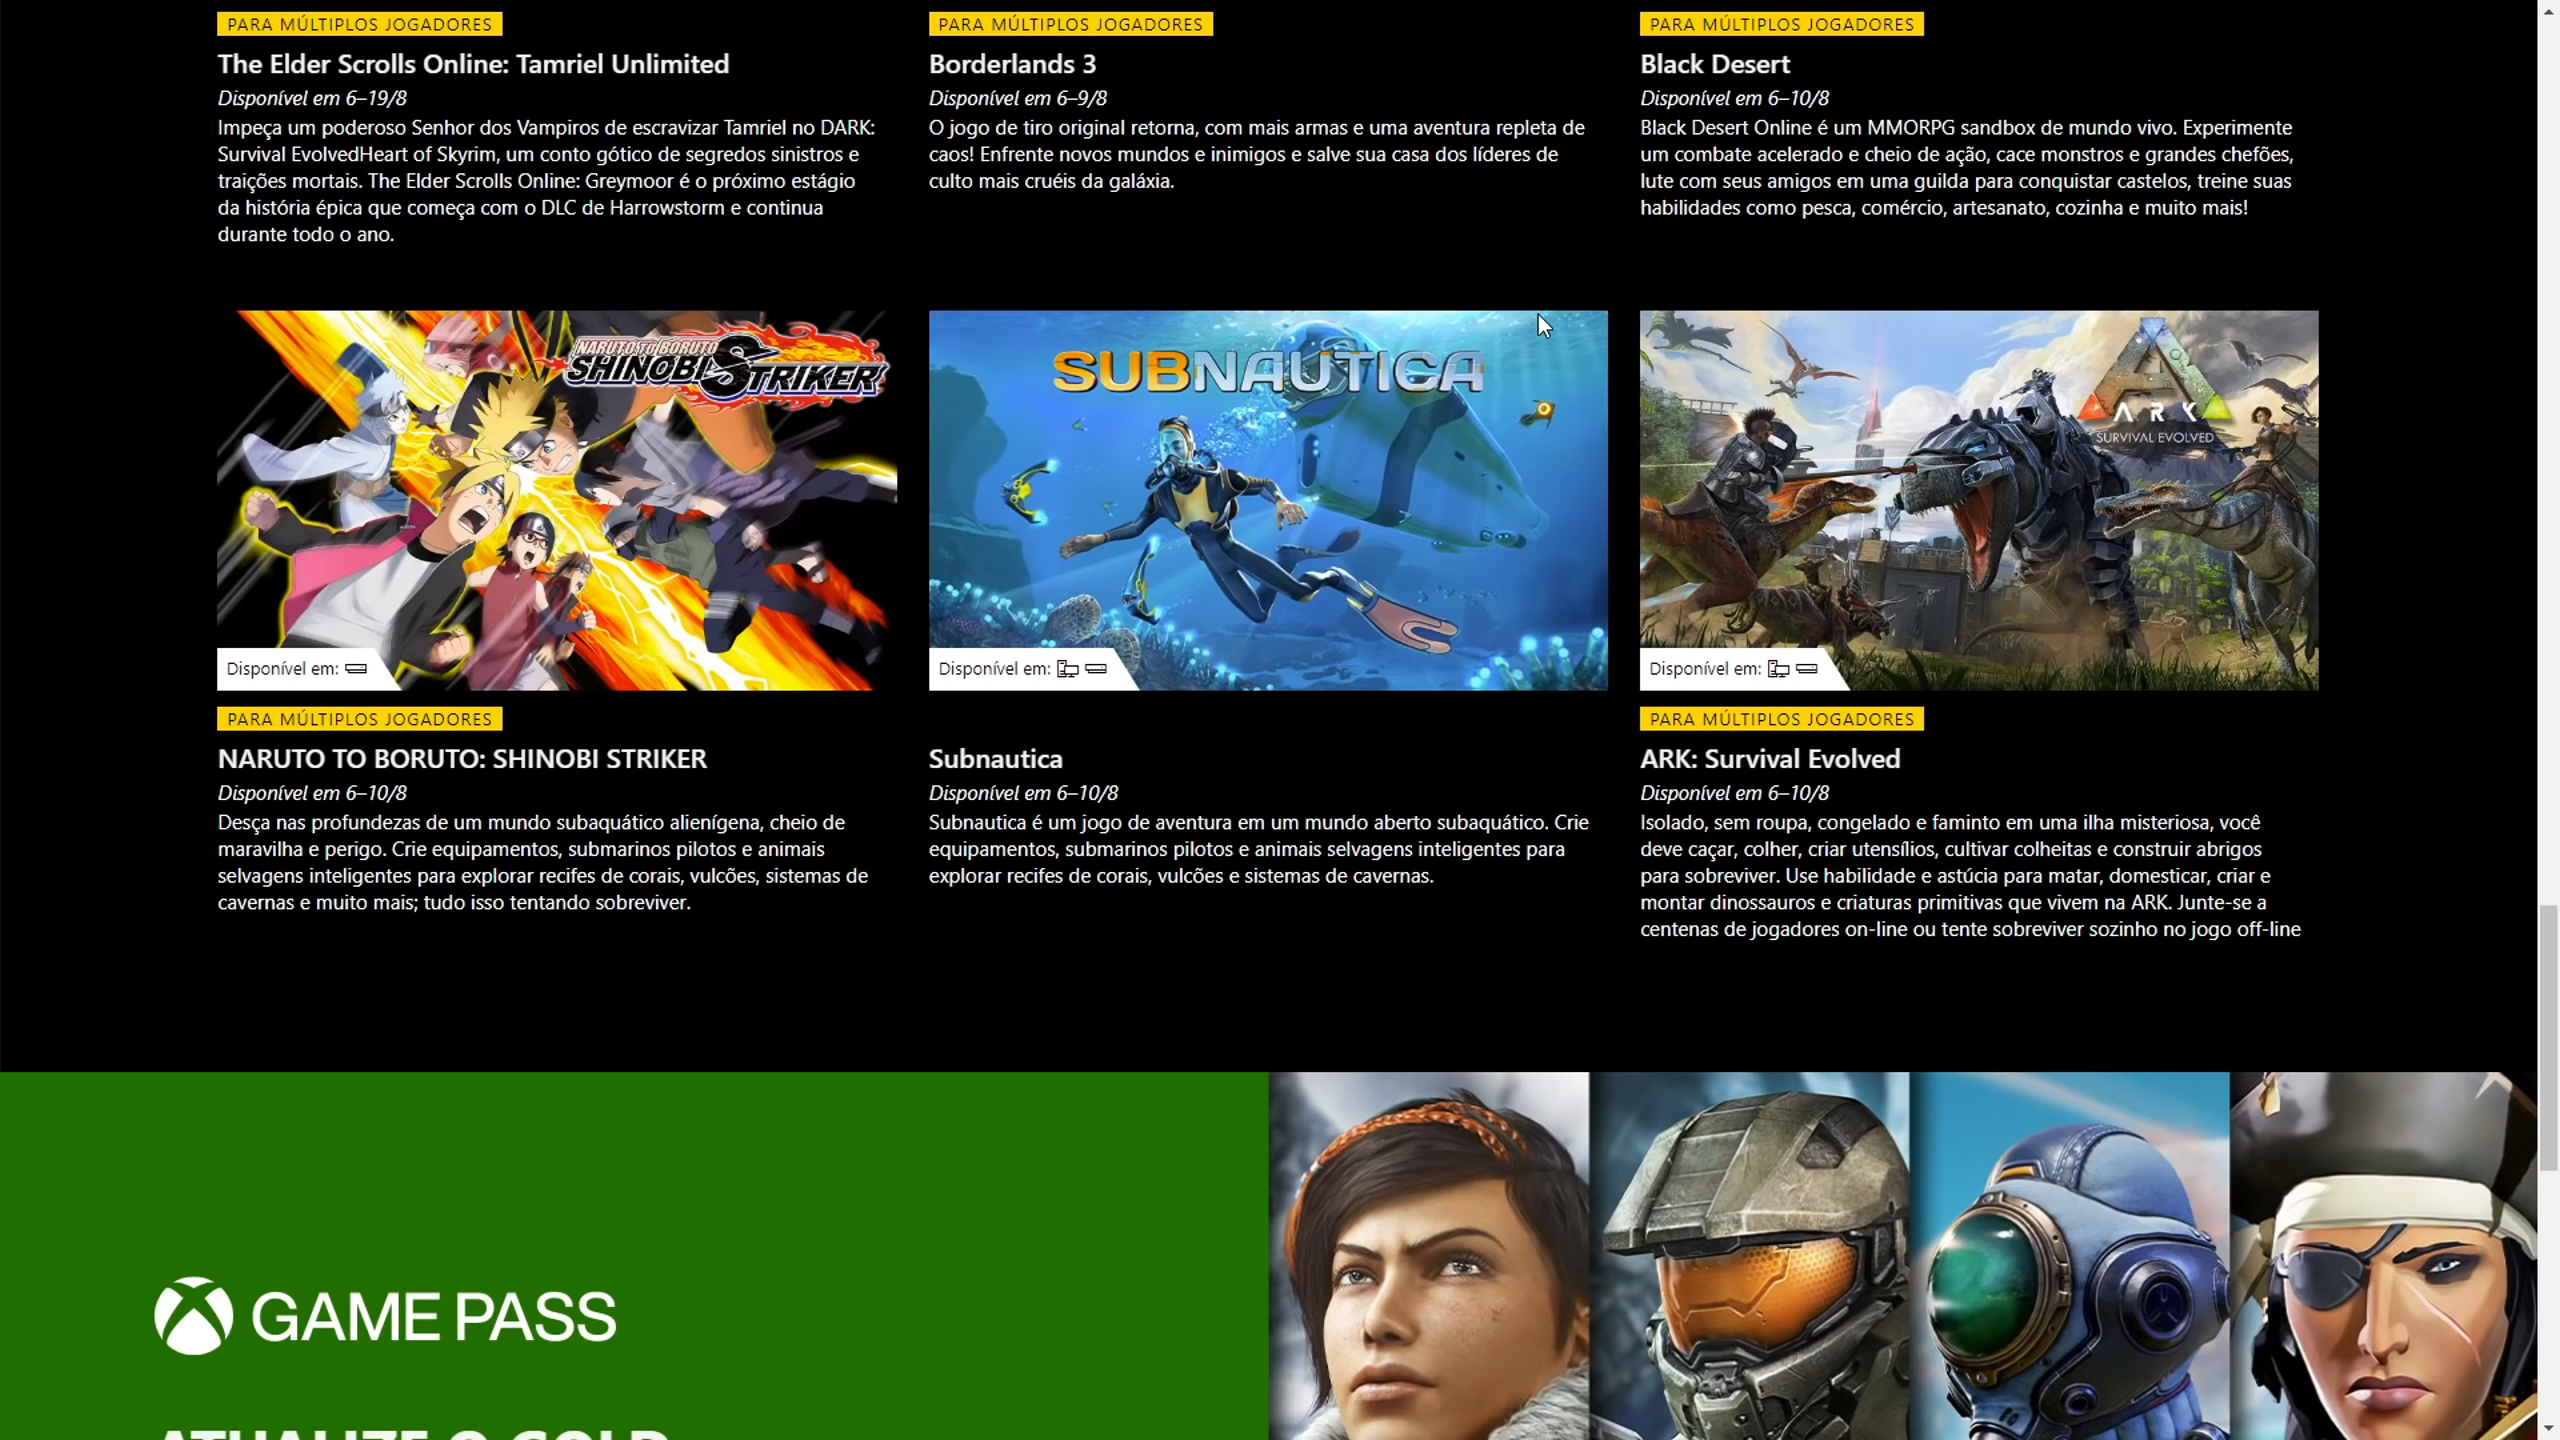 PARA MÚLTIPLOS JOGADORES
The Elder Scrolls Online: Tamriel Unlimited
Disponível em 6–19/8
Impeça um poderoso Senhor dos Vampiros de escravizar Tamriel no DARK:
Survival EvolvedHeart of Skyrim, um conto gótico de segredos sinistros e
traições mortais. The Elder Scrolls Online: Greymoor é o próximo estágio
da história épica que começa com o DLC de Harrowstorm e continua
durante todo o ano.
PARA MÚLTIPLOS JOGADORES
Borderlands 3
Disponível em 6–9/8
O jogo de tiro original retorna, com mais armas e uma aventura repleta de
caos! Enfrente novos mundos e inimigos e salve sua casa dos líderes de
culto mais cruéis da galáxia.
PARA MÚLTIPLOS JOGADORES
Black Desert
Disponível em 6–10/8
Black Desert Online é um MMORPG sandbox de mundo vivo. Experimente
um combate acelerado e cheio de ação, cace monstros e grandes chefões,
lute com seus amigos em uma guilda para conquistar castelos, treine suas
habilidades como pesca, comércio, artesanato, cozinha e muito mais!
NARUTO TO BORUTO
SHINOBI STRIKER
Disponível em:
PARA MÚLTIPLOS JOGADORES
NARUTO TO BORUTO: SHINOBI STRIKER
Disponível em 6–10/8
Desça nas profundezas de um mundo subaquático alienígena, cheio de
maravilha e perigo. Crie equipamentos, submarinos pilotos e animais
selvagens inteligentes para explorar recifes de corais, vulcões, sistemas de
cavernas e muito mais; tudo isso tentando sobreviver.
SUBNAUTICA
Disponível em:
Subnautica
Disponível em 6–10/8
Subnautica é um jogo de aventura em um mundo aberto subaquático. Crie
equipamentos, submarinos pilotos e animais selvagens inteligentes para
explorar recifes de corais, vulcões e sistemas de cavernas.
ARK
SURVIVAL EVOLVED
Disponível em:
PARA MÚLTIPLOS JOGADORES
ARK: Survival Evolved
Disponível em 6–10/8
Isolado, sem roupa, congelado e faminto em uma ilha misteriosa, você
deve caçar, colher, criar utensílios, cultivar colheitas e construir abrigos
para sobreviver. Use habilidade e astúcia para matar, domesticar, criar e
montar dinossauros e criaturas primitivas que vivem na ARK. Junte-se a
centenas de jogadores on-line ou tente sobreviver sozinho no jogo off-line
GAME PASS
ATUALIZE O GOLD